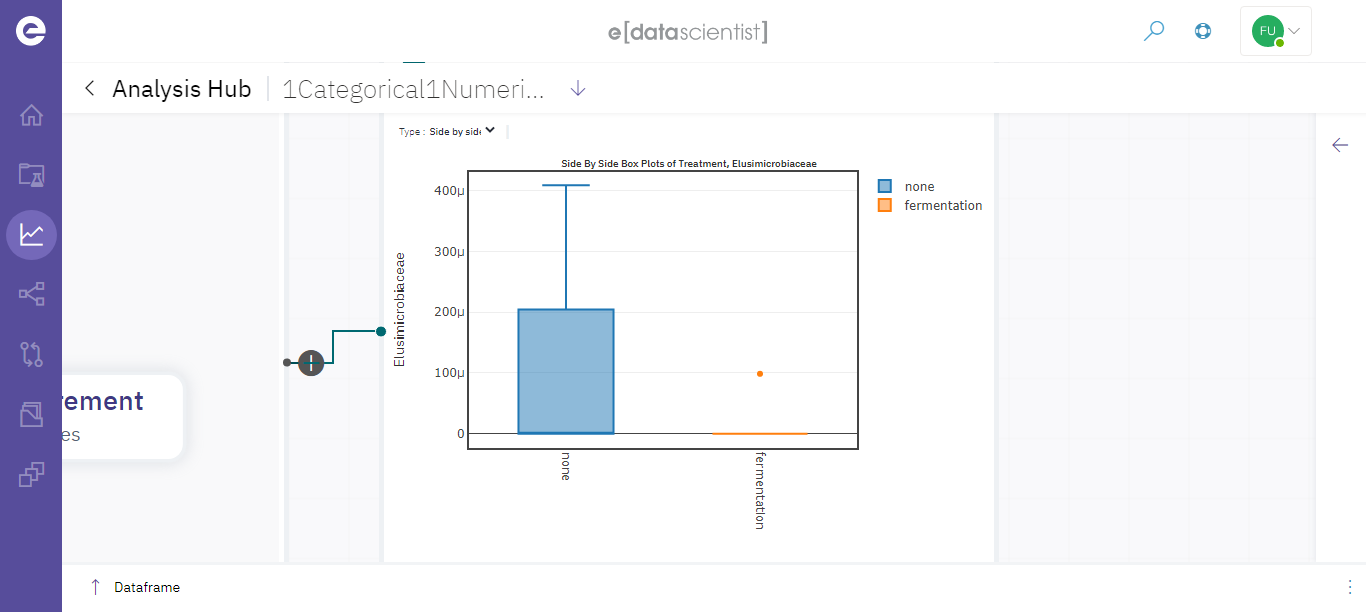 e[datascientist]
FU
Analysis Hub
1Categorical1Numeri...
Type : Side by side
Side By Side Box Plots of Treatment, Elusimicrobiaceae
none
fermentation
400µ
300µ
200µ
100µ
0
Elusimicrobiaceae
none
fermentation
ement
es
Dataframe